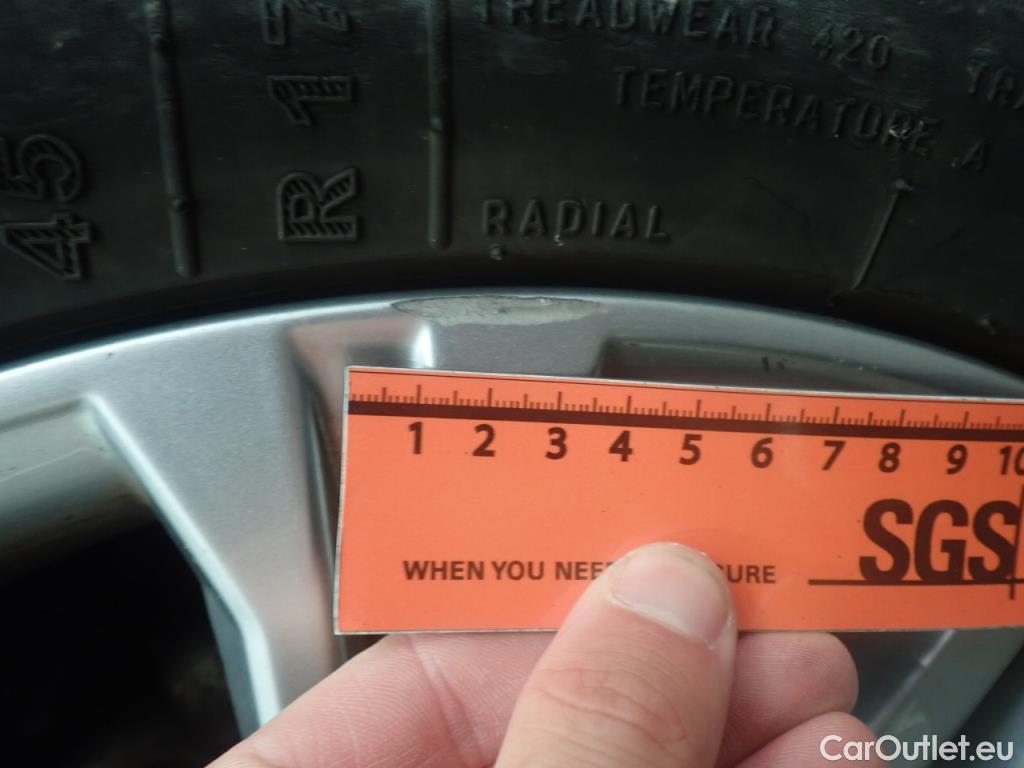 45
R 17
TREADWEAR 420
TEMPERATURE A
RADIAL
1 2 3 4 5 6 7 8 9 10
SGS
WHEN YOU SURE
CarOutlet.eu